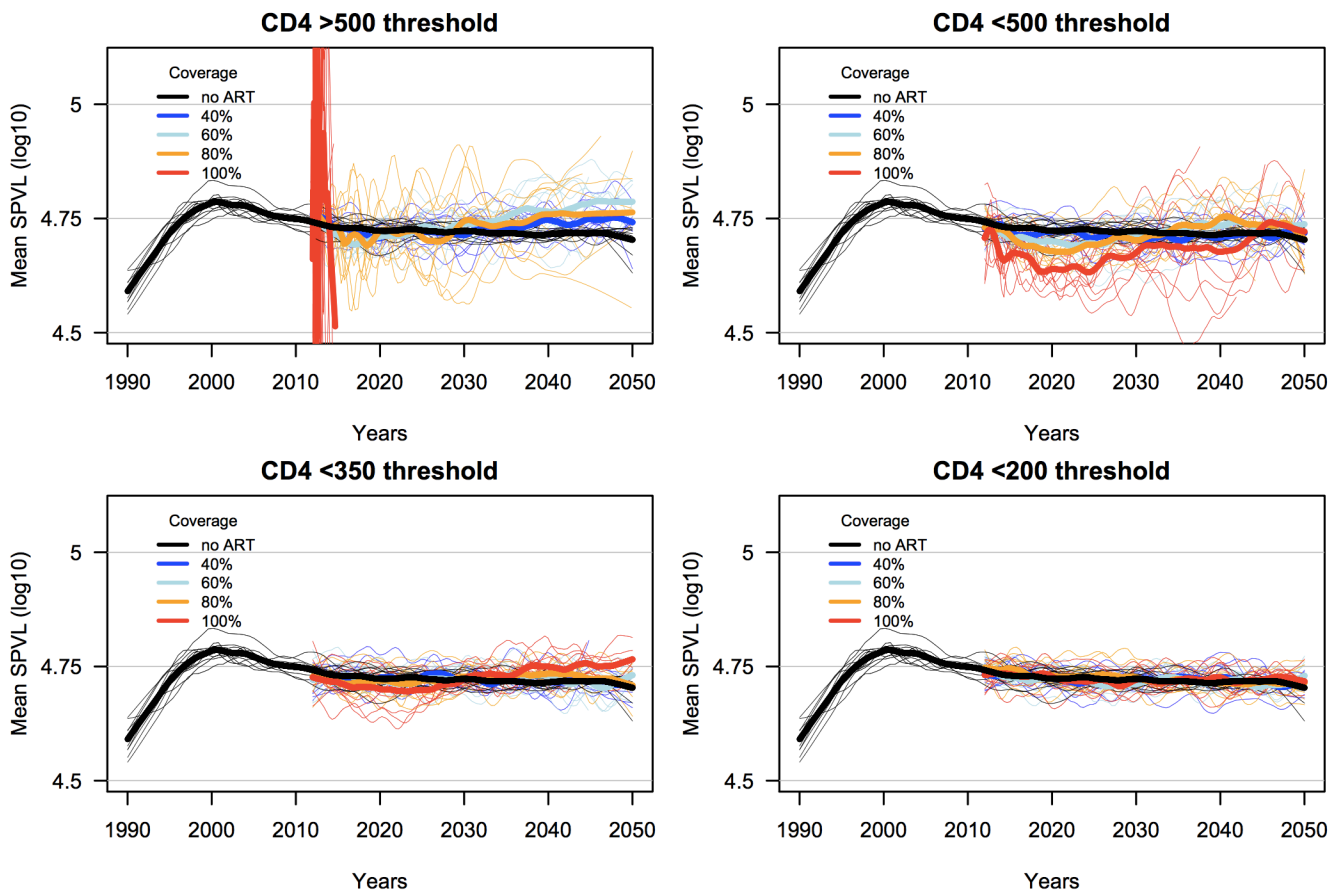 CD4 >500 threshold
Mean SPVL (log10)
5
4.75
4.5
Coverage
no ART
40%
60%
80%
100%
1990 2000 2010 2020 2030 2040 2050
Years
CD4 <500 threshold
Mean SPVL (log10)
5
4.75
4.5
Coverage
no ART
40%
60%
80%
100%
1990 2000 2010 2020 2030 2040 2050
Years
CD4 <350 threshold
Mean SPVL (log10)
5
4.75
4.5
Coverage
no ART
40%
60%
80%
100%
1990 2000 2010 2020 2030 2040 2050
Years
CD4 <200 threshold
Mean SPVL (log10)
5
4.75
4.5
Coverage
no ART
40%
60%
80%
100%
1990 2000 2010 2020 2030 2040 2050
Years